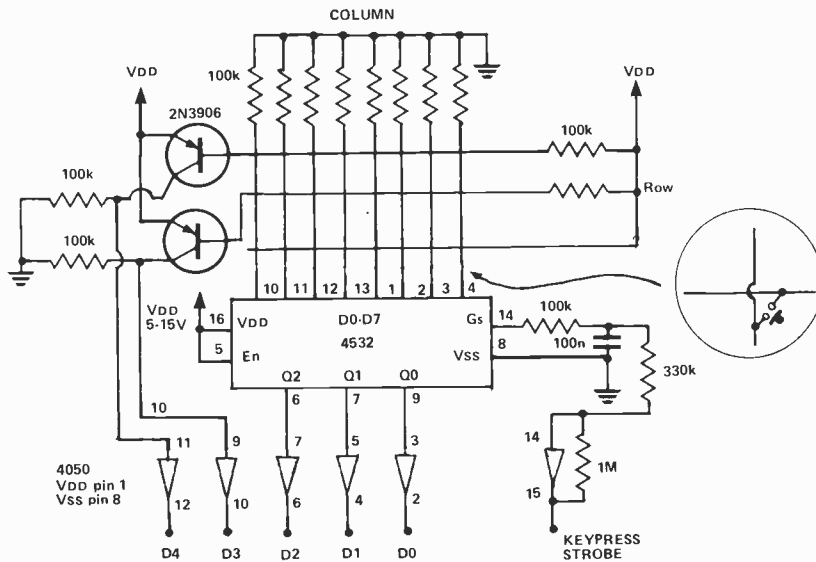 COLUMN
VDD
100k
2N3906
VDD
100k
100k
Row
100k
10 11 12 13 1 2 3 4
VDD
5-15V
16
VDD
D0-D7
GS
14
100k
5
En
4532
VSS
8
100n
330k
Q2
Q1
Q0
6
7
9
10
11
9
7
5
3
14
1M
4050
VDD pin 1
VSS pin 8
12
10
6
4
2
15
D4
D3
D2
D1
D0
KEYPRESS
STROBE